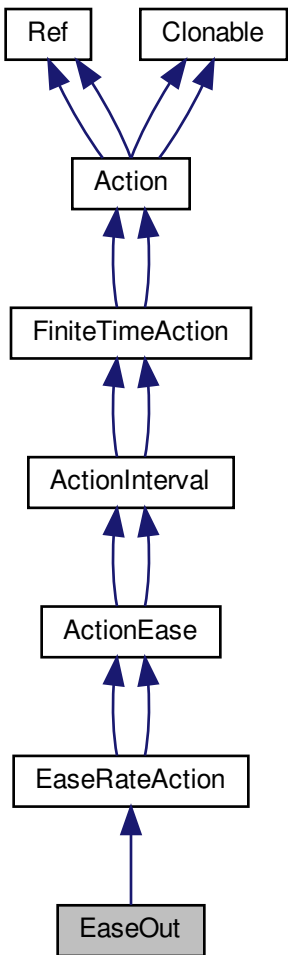 Ref
Clonable
Action
FiniteTimeAction
ActionInterval
ActionEase
EaseRateAction
EaseOut